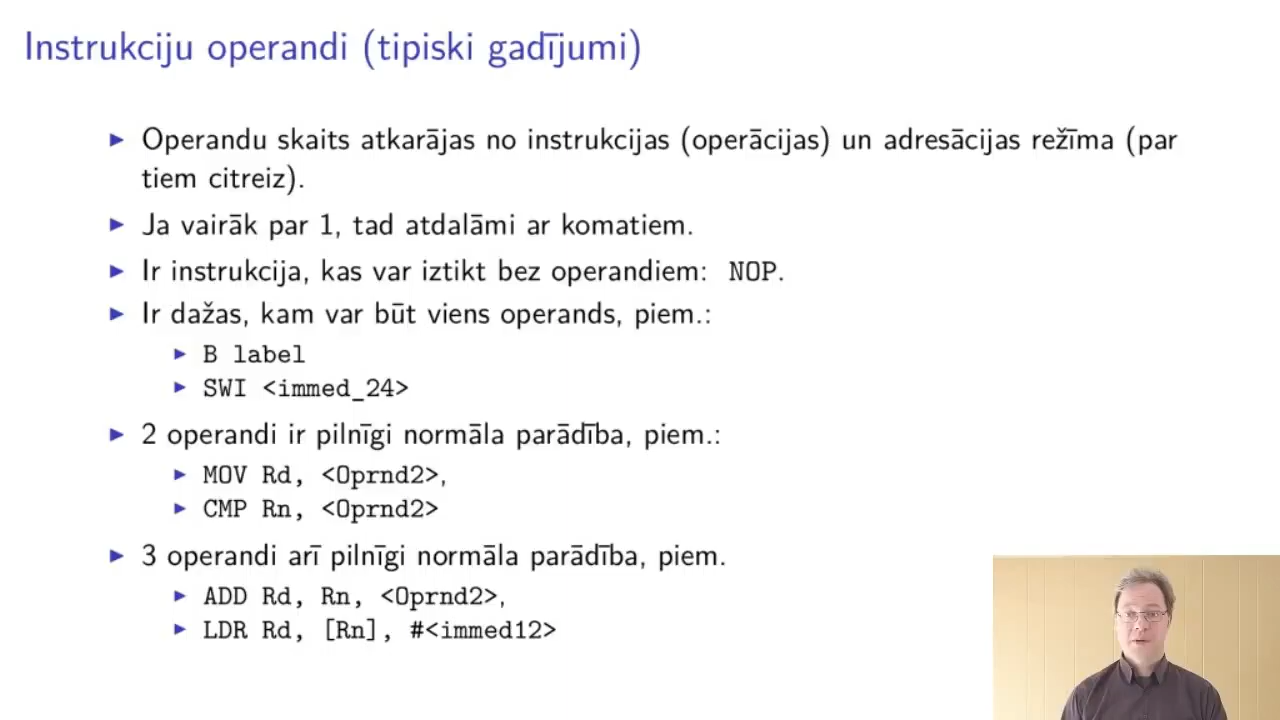 Instrukciju operandi (tipiski gadījumi)
Operandu skaits atkarājas no instrukcijas (operācijas) un adresācijas režīma (par
tiem citreiz).
Ja vairāk par 1, tad atdalāmi ar komatiem.
Ir instrukcija, kas var iztikt bez operandiem: NOP.
Ir dažas, kam var būt viens operands, piem.:
B label
SWI <immed_24>
2 operandi ir pilnīgi normāla parādība, piem.:
MOV Rd, <Oprnd2>,
CMP Rn, <Oprnd2>
3 operandi arī pilnīgi normāla parādība, piem.
ADD Rd, Rn, <Oprnd2>,
LDR Rd, [Rn], #<immed12>